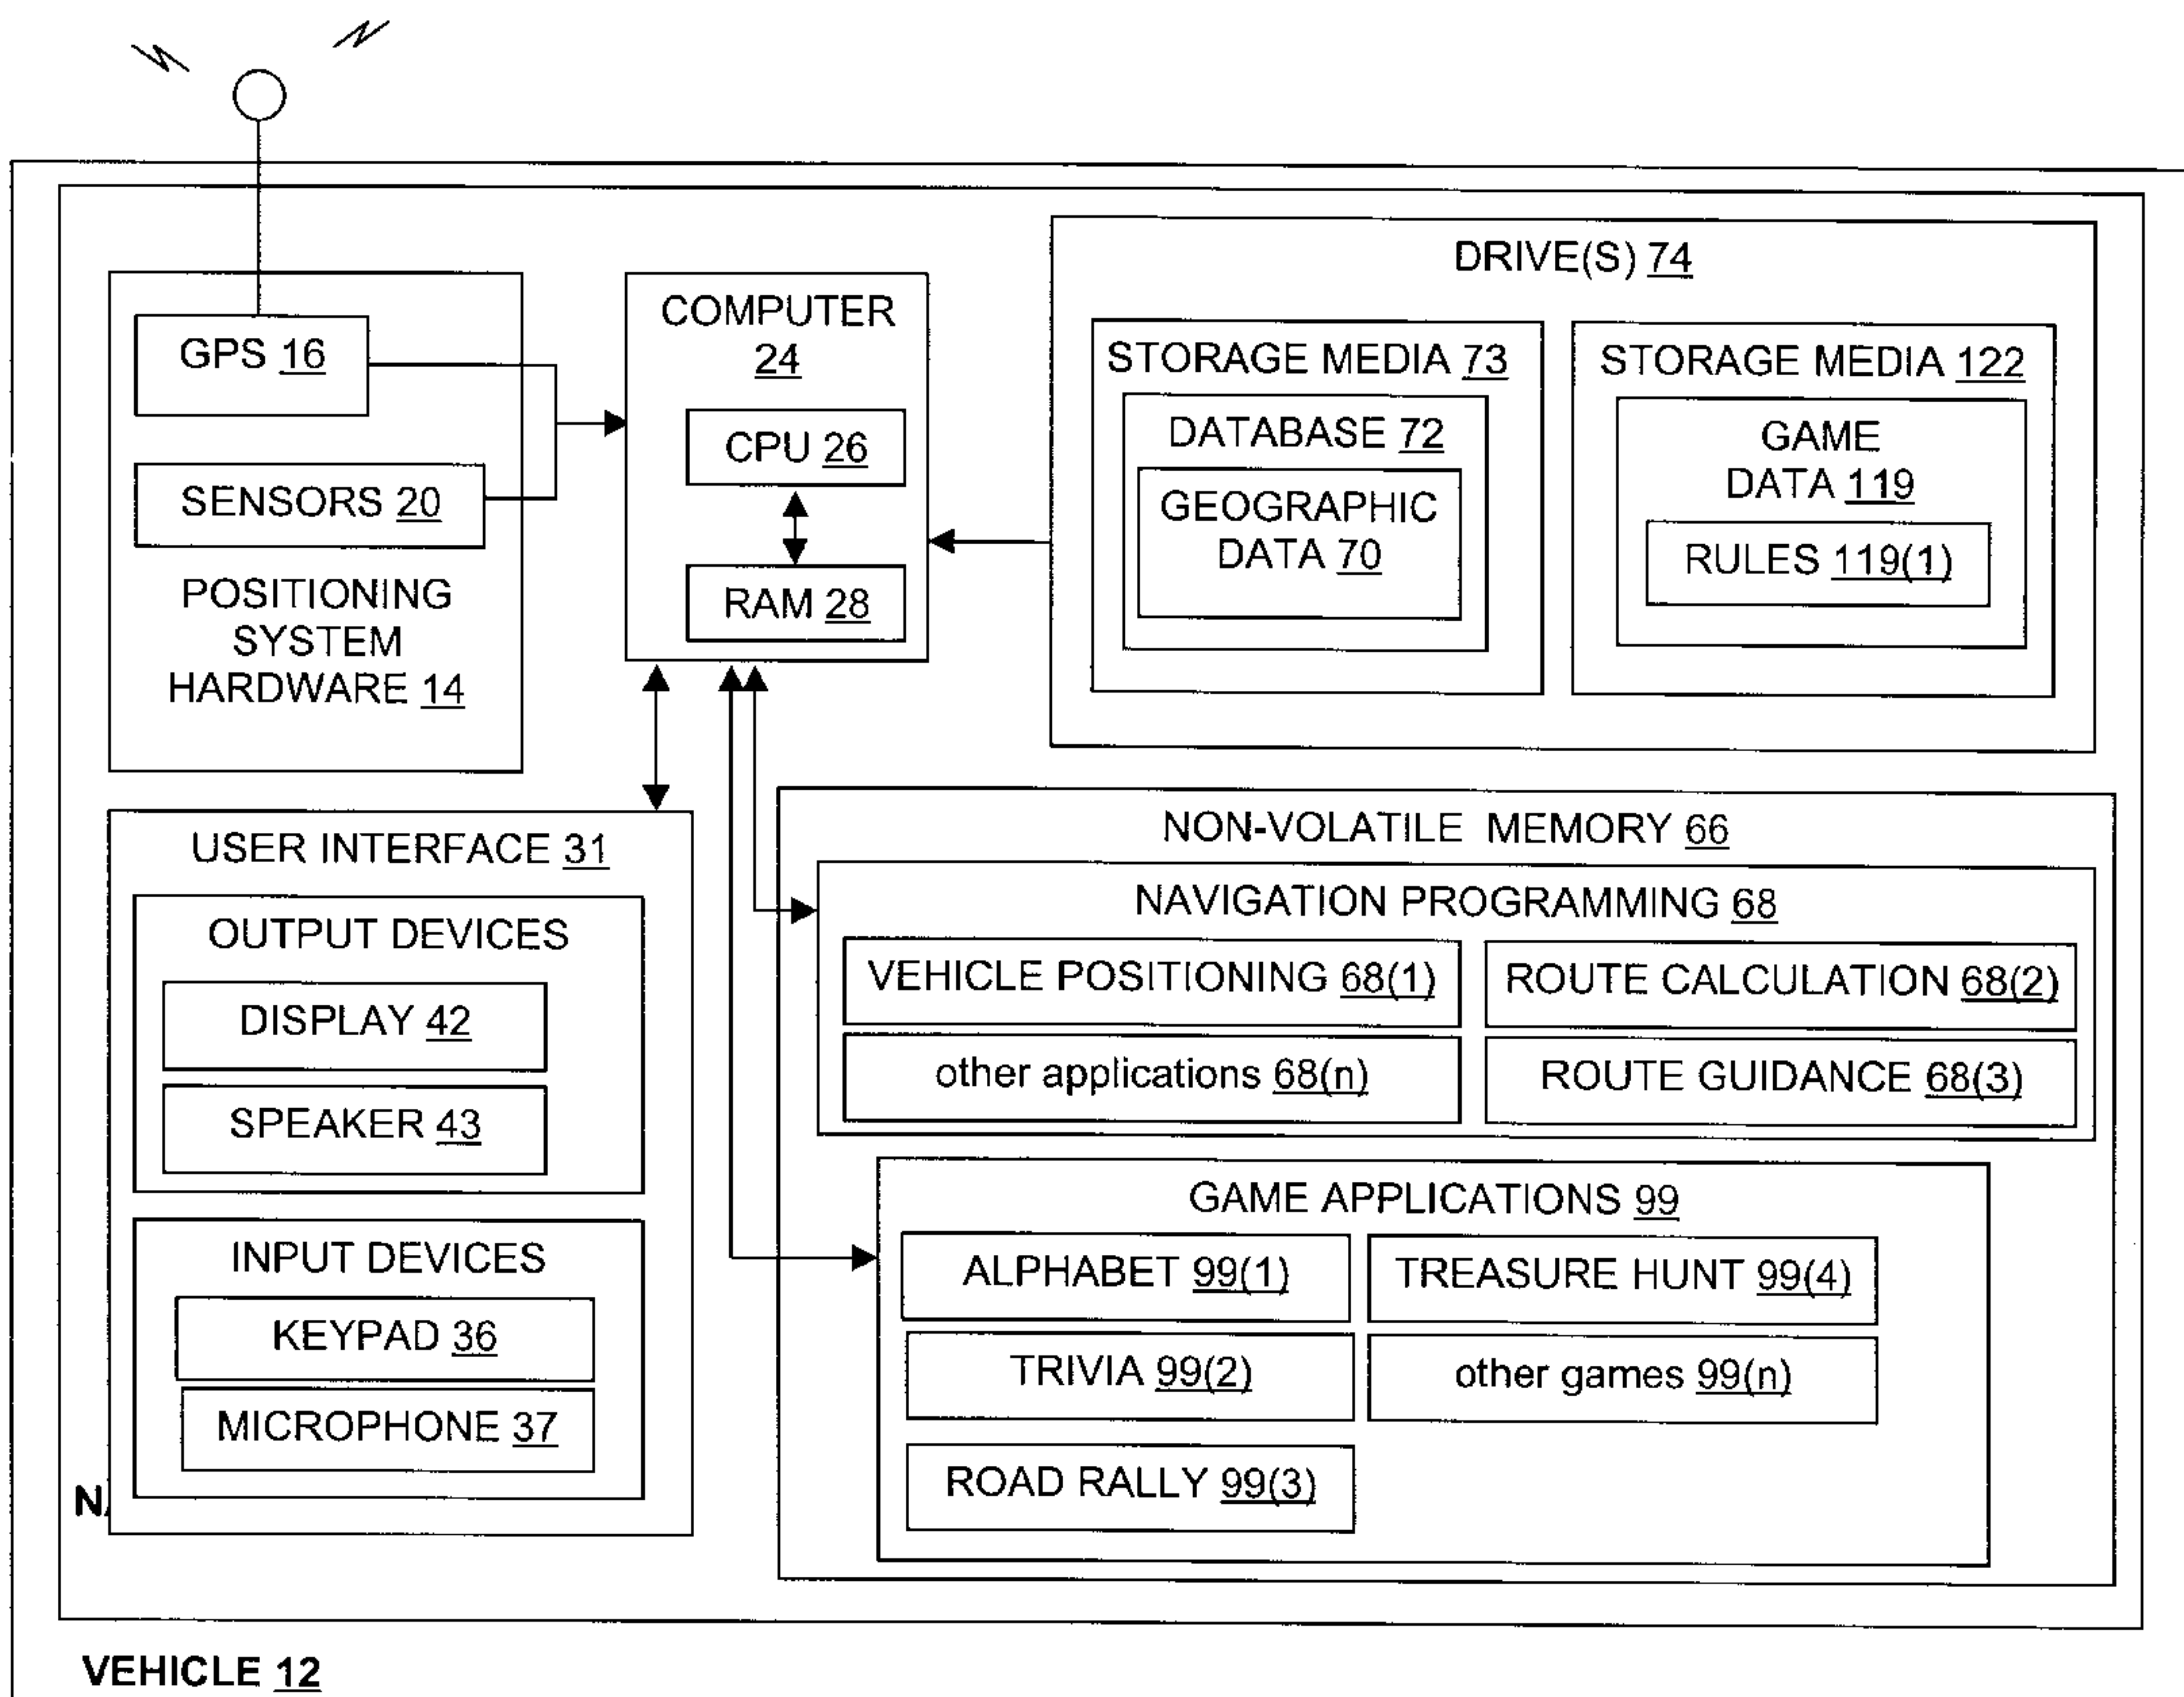 DRIVE(S) 74
COMPUTER
24
GPS 16
STORAGE MEDIA 73
STORAGE MEDIA 122
DATABASE 72
GAME
DATA 119
CPU 26
SENSORS 20
GEOGRAPHIC
DATA 70
RULES 119(1)
RAM 28
POSITIONING
SYSTEM
HARDWARE 14
USER INTERFACE 31
OUTPUT DEVICES
DISPLAY 42
SPEAKER 43
INPUT DEVICES
KEYPAD 36
MICROPHONE 37
NON-VOLATILE MEMORY 66
NAVIGATION PROGRAMMING 68
VEHICLE POSITIONING 68(1)
ROUTE CALCULATION 68(2)
other applications 68(n)
ROUTE GUIDANCE 68(3)
GAME APPLICATIONS 99
ALPHABET 99(1)
TREASURE HUNT 99(4)
TRIVIA 99(2)
other games 99(n)
ROAD RALLY 99(3)
VEHICLE 12